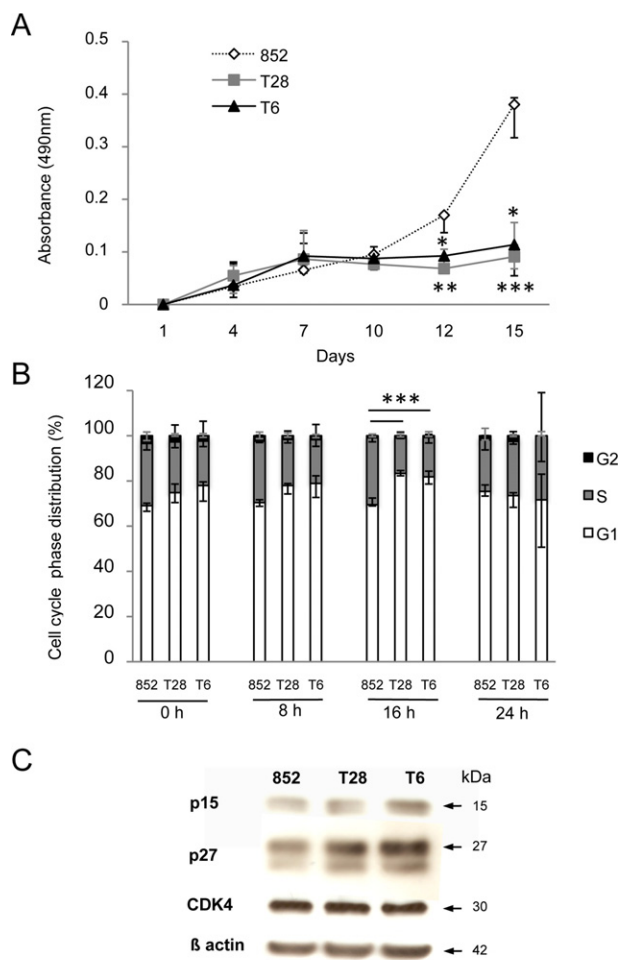 A
0.5
0.4
0.3
0.2
0.1
0
Absorbance (490nm)
852
T28
T6
*
*
**
***
1 4 7 10 12 15
Days
B
120
100
80
60
40
20
0
Cell cycle phase distribution (%)
***
G2
S
G1
852 T28 T6 852 T28 T6 852 T28 T6 852 T28 T6
0 h 8 h 16 h 24 h
C
852 T28 T6 kDa
p15 15
p27 27
CDK4 30
ß actin 42